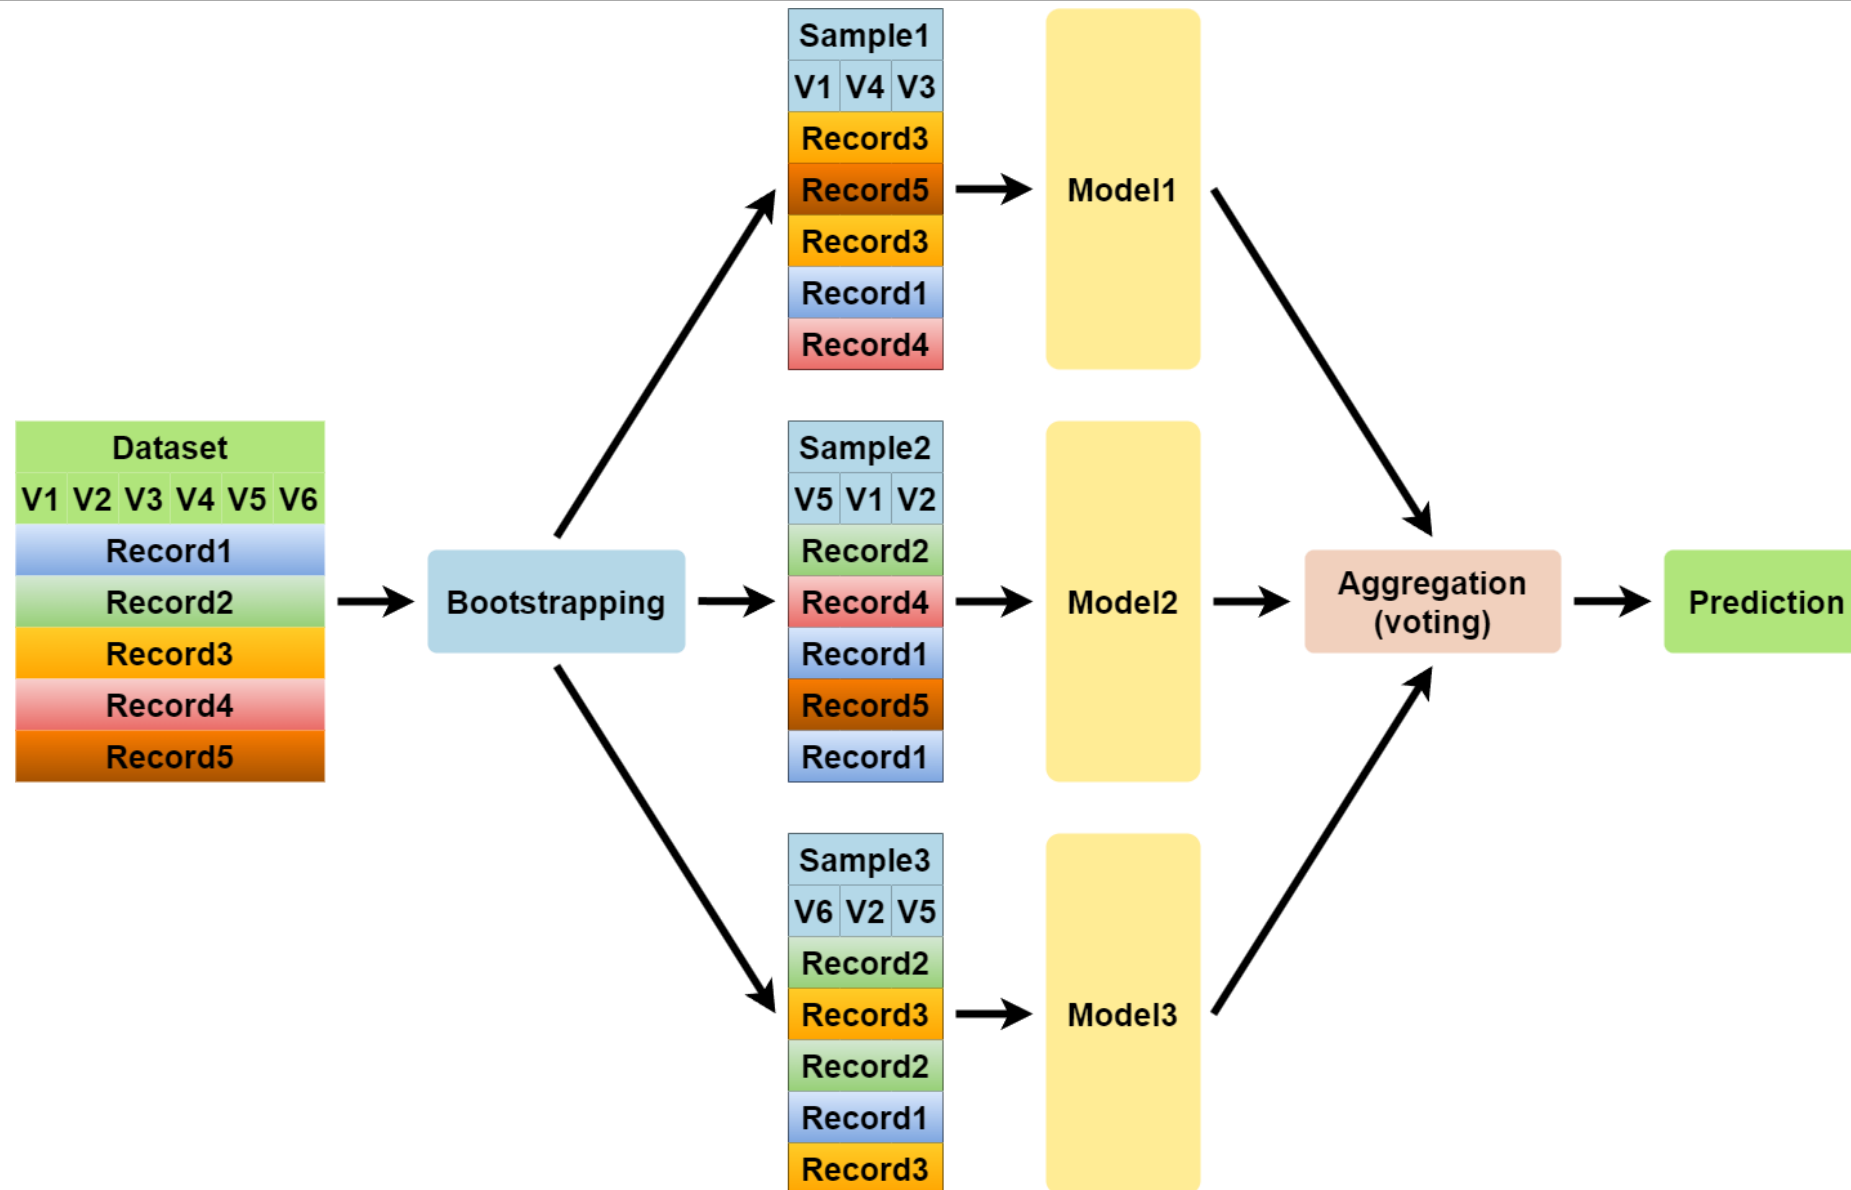 Dataset
V1 V2 V3 V4 V5 V6
Record1
Record2
Record3
Record4
Record5
Bootstrapping
Sample1
V1 V4 V3
Record3
Record5
Record3
Record1
Record4
Model1
Sample2
V5 V1 V2
Record2
Record4
Record1
Record5
Record1
Model2
Sample3
V6 V2 V5
Record2
Record3
Record2
Record1
Record3
Model3
Aggregation
(voting)
Prediction